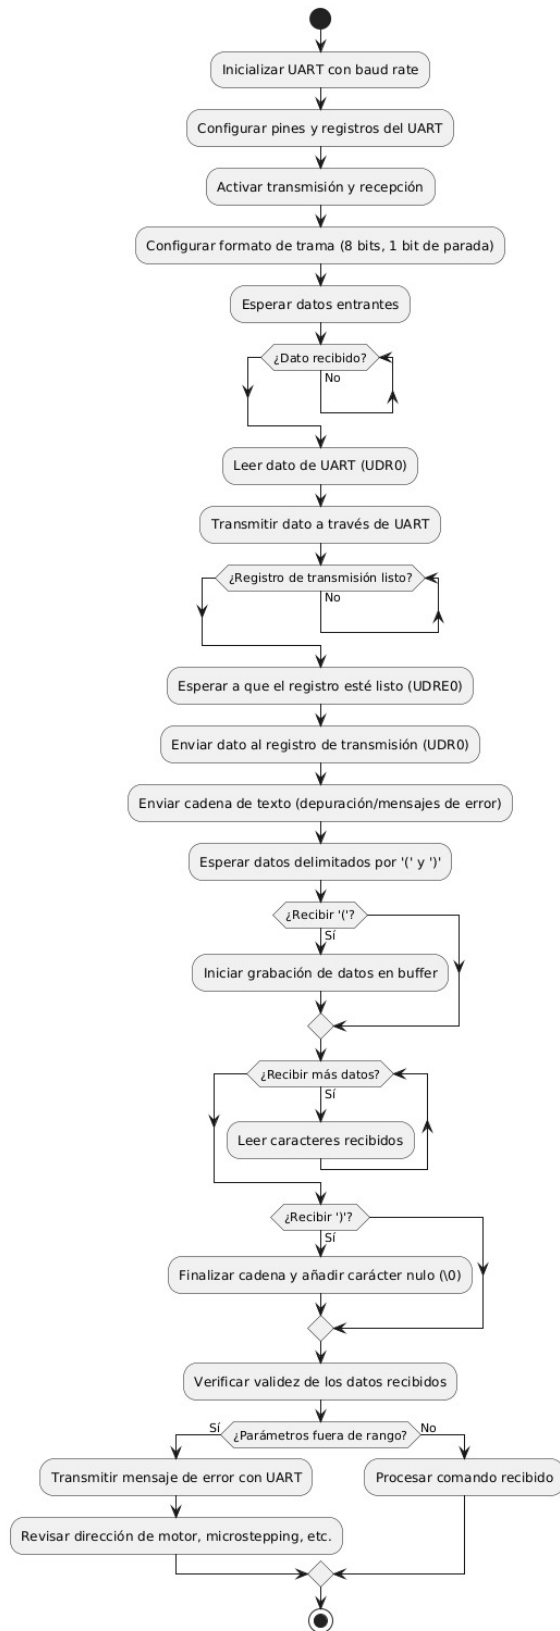 Inicializar UART con baud rate
Configurar pines y registros del UART
Activar transmisión y recepción
Configurar formato de trama (8 bits, 1 bit de parada)
Esperar datos entrantes
¿Dato recibido?
No
Leer dato de UART (UDR0)
Transmitir dato a través de UART
¿Registro de transmisión listo?
No
Esperar a que el registro esté listo (UDRE0)
Enviar dato al registro de transmisión (UDR0)
Enviar cadena de texto (depuración/mensajes de error)
Esperar datos delimitados por '(' y ')'
¿Recibir '('?
Sí
Iniciar grabación de datos en buffer
¿Recibir más datos?
Sí
Leer caracteres recibidos
¿Recibir ')'?
Sí
Finalizar cadena y añadir carácter nulo (\0)
Verificar validez de los datos recibidos
Sí ¿Parámetros fuera de rango? No
Transmitir mensaje de error con UART
Procesar comando recibido
Revisar dirección de motor, microstepping, etc.